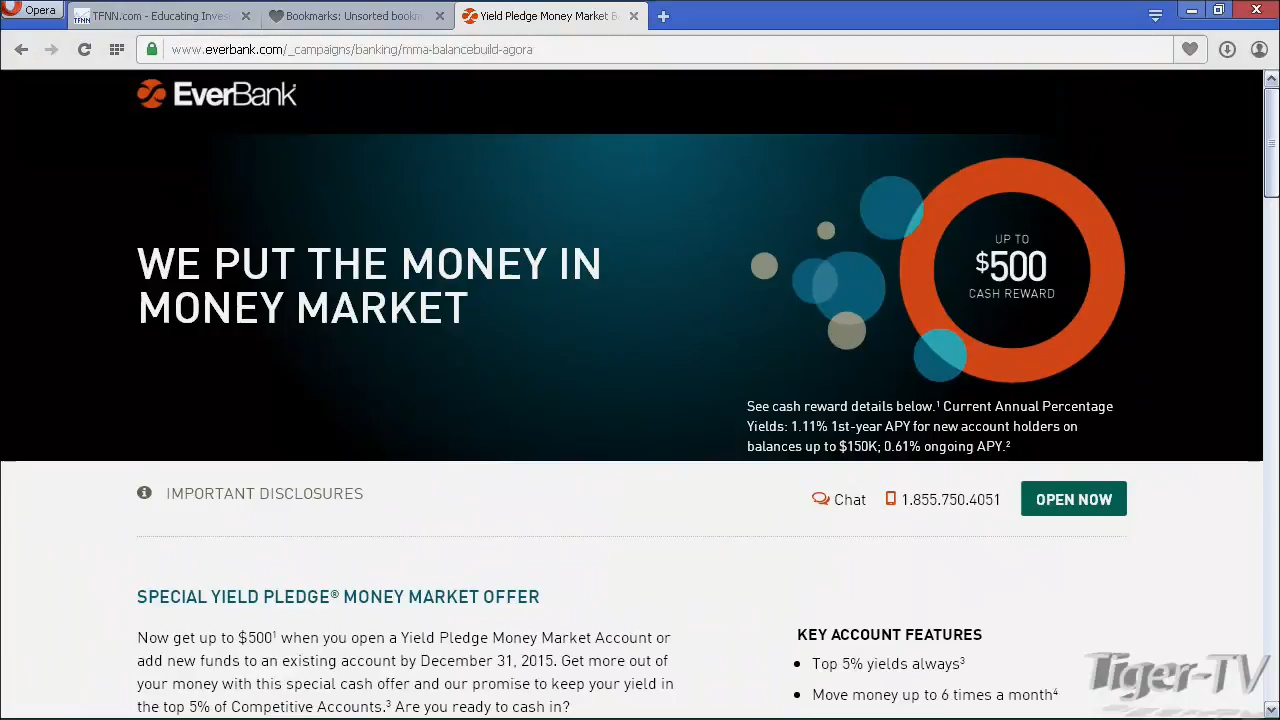 Opera
TFNN.com - Educating Inves
Bookmarks: Unsorted bookm
Yield Pledge Money Market B
www.everbank.com/_campaigns/banking/mma-balancebuild-agora
EverBank
WE PUT THE MONEY IN
MONEY MARKET
UP TO
$500
CASH REWARD
See cash reward details below.¹ Current Annual Percentage
Yields: 1.11% 1st-year APY for new account holders on
balances up to $150K; 0.61% ongoing APY.²
IMPORTANT DISCLOSURES
Chat
1.855.750.4051
OPEN NOW
SPECIAL YIELD PLEDGE® MONEY MARKET OFFER
Now get up to $500¹ when you open a Yield Pledge Money Market Account or
add new funds to an existing account by December 31, 2015. Get more out of
your money with this special cash offer and our promise to keep your yield in
the top 5% of Competitive Accounts.³ Are you ready to cash in?
KEY ACCOUNT FEATURES
Top 5% yields always³
Move money up to 6 times a month⁴
Tiger-TV